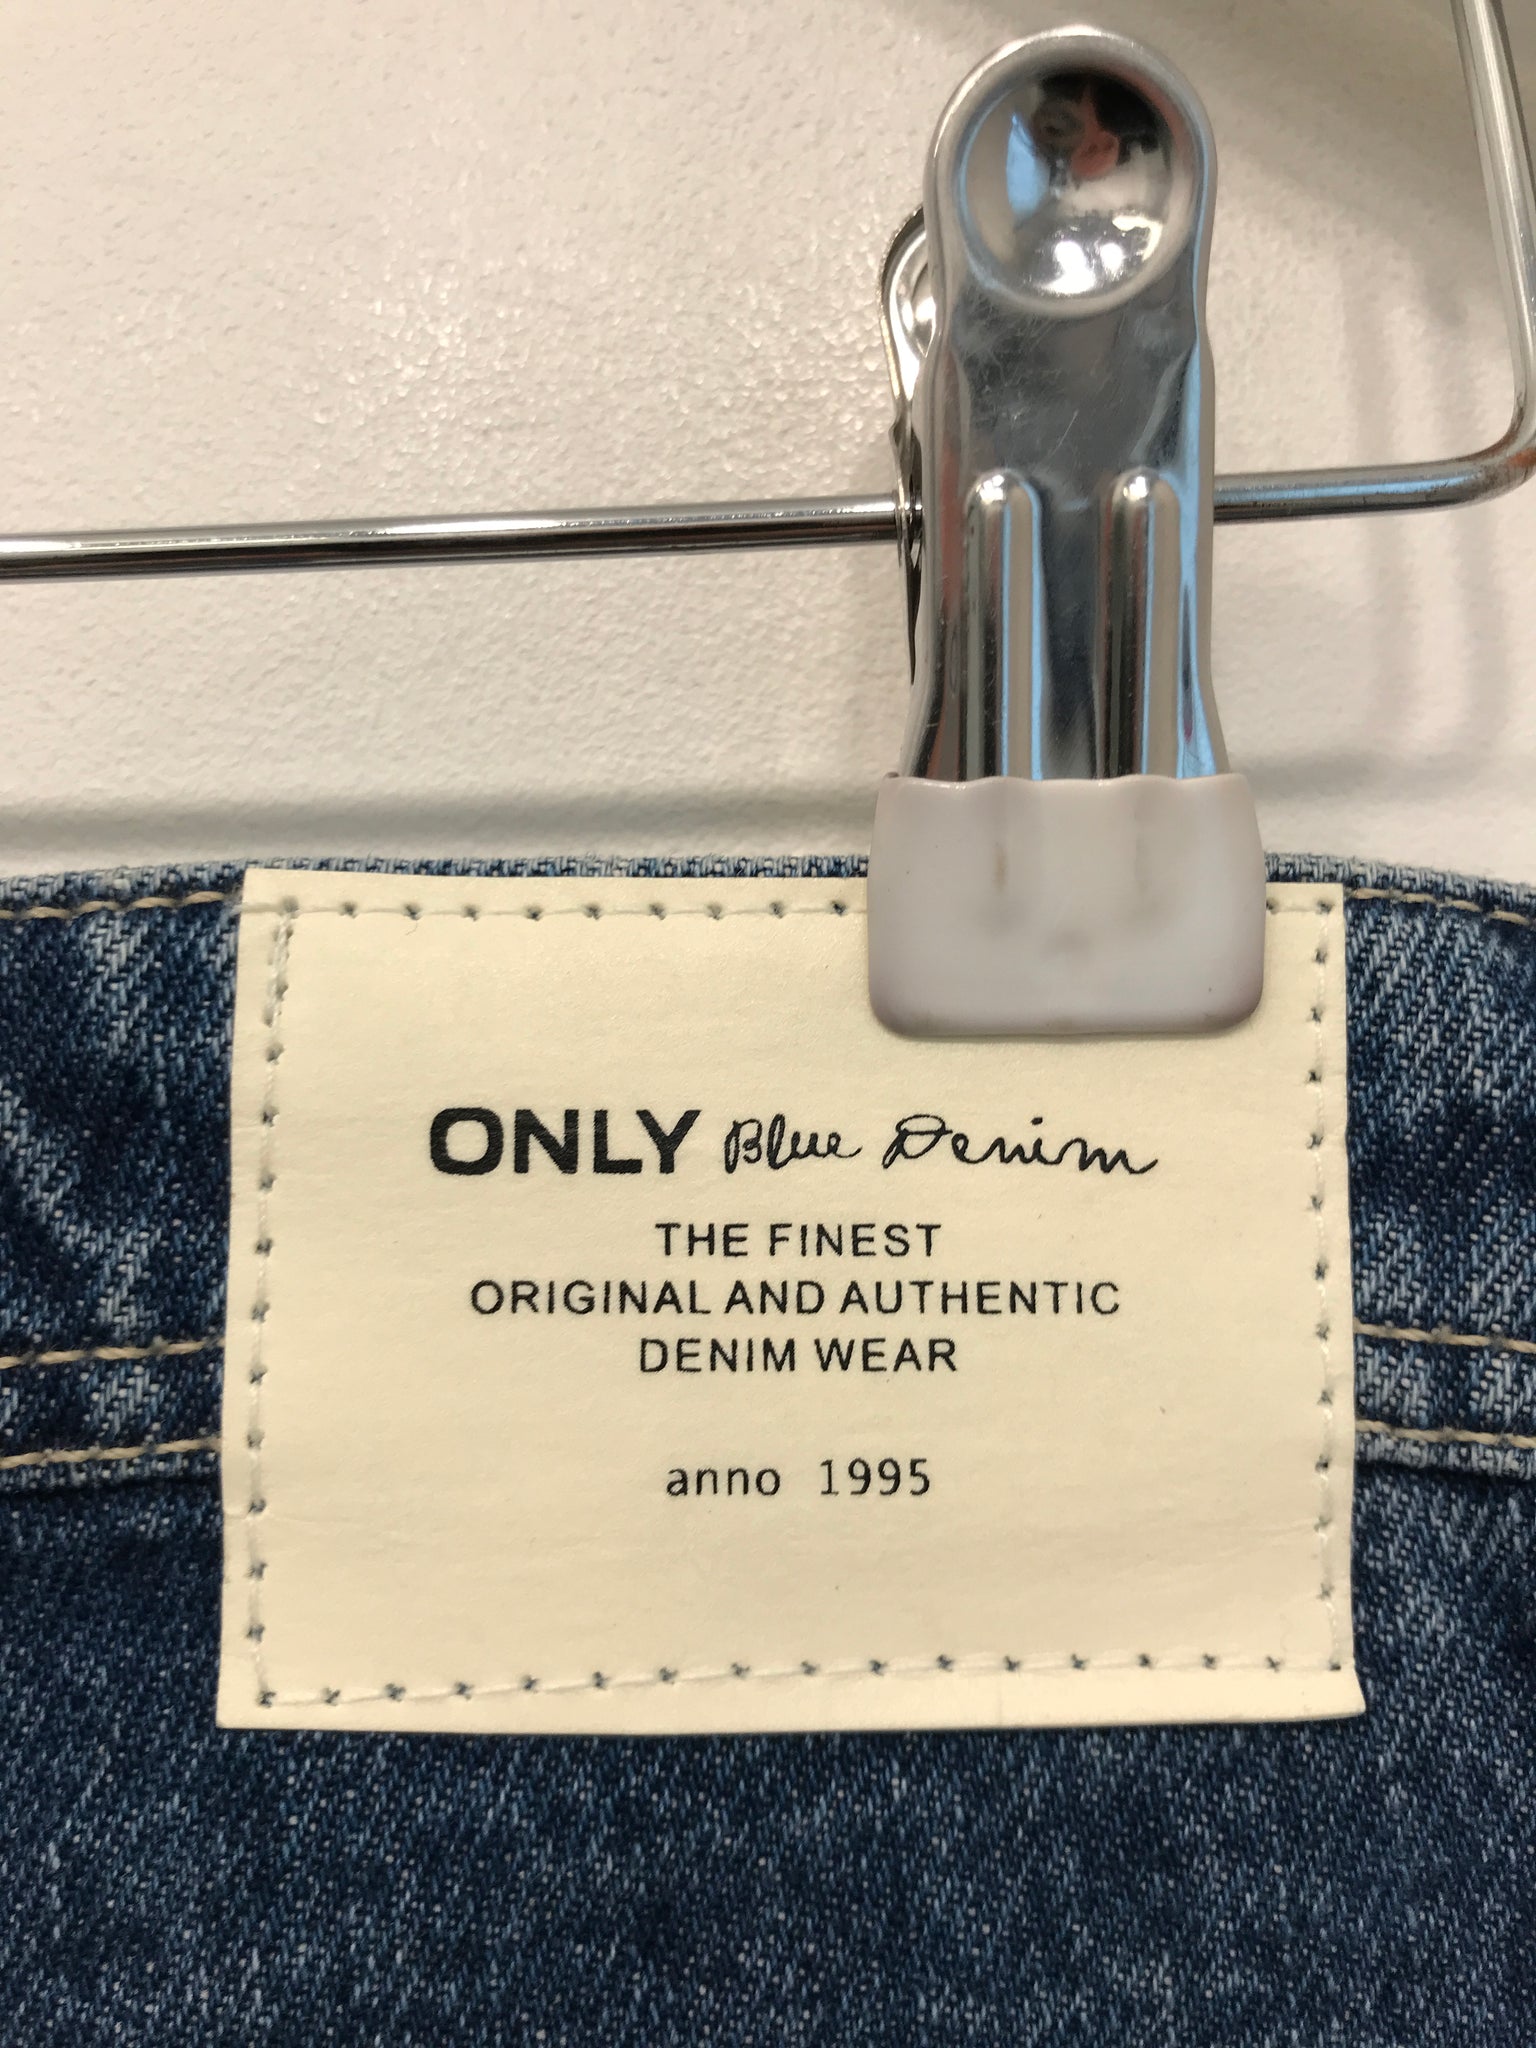 ONLY Blue Denim
THE FINEST
ORIGINAL AND AUTHENTIC
DENIM WEAR
anno 1995